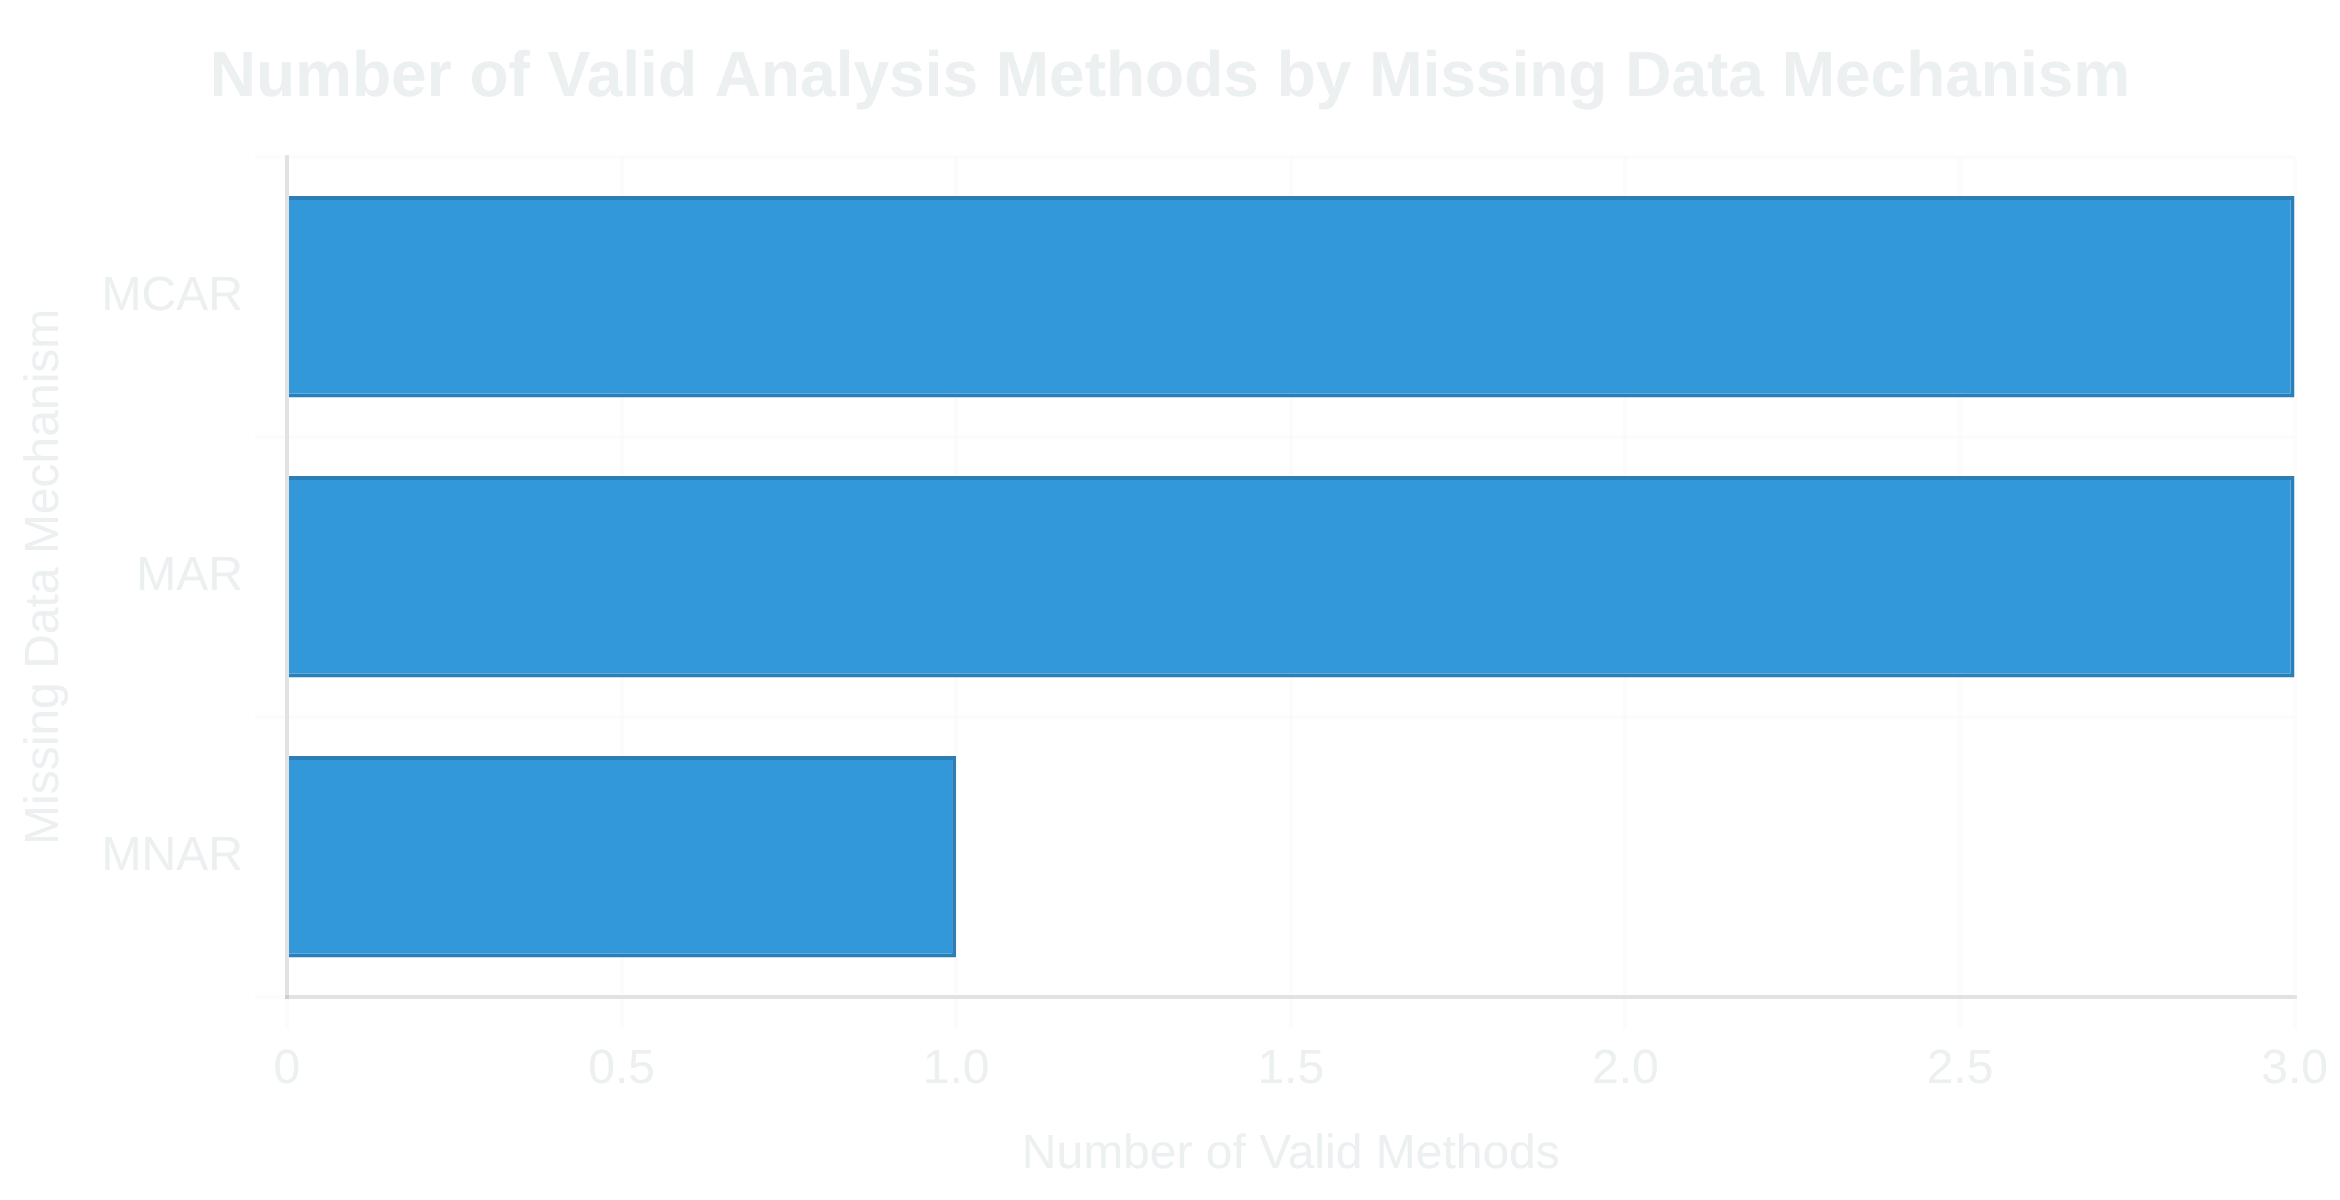 Number of Valid Analysis Methods by Missing Data Mechanism
Missing Data Mechanism
MCAR
MAR
MNAR
0 0.5 1.0 1.5 2.0 2.5 3.0
Number of Valid Methods